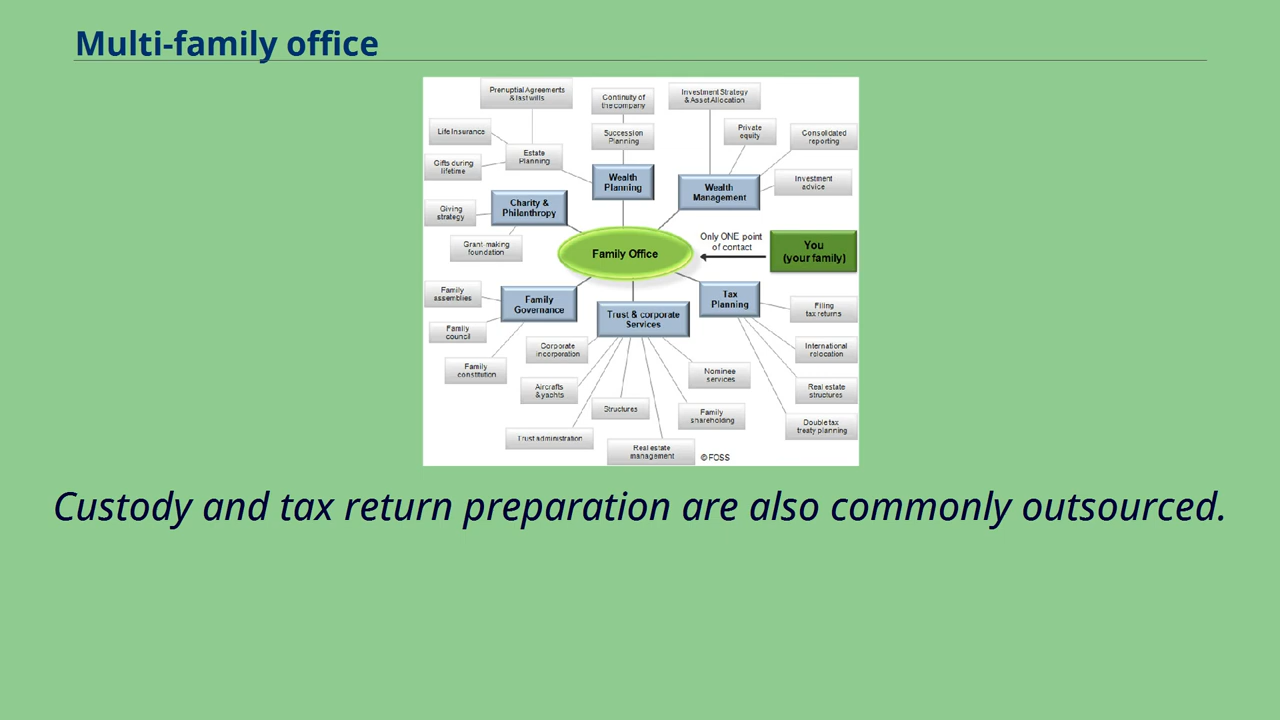 Multi-family office
Prenuptial Agreements
& last wills
Continuity of
the company
Investment Strategy
& Asset Allocation
Life Insurance
Succession
Planning
Private
equity
Consolidated
reporting
Estate
Planning
Gifts during
lifetime
Wealth
Planning
Wealth
Management
Investment
advice
Charity &
Philanthropy
Giving
strategy
Grant-making
foundation
Family Office
Only ONE point
of contact
You
(your family)
Family
assemblies
Family
Governance
Trust & corporate
Services
Tax
Planning
Filing
tax returns
Family
council
Corporate
incorporation
International
relocation
Family
constitution
Nominee
services
Aircrafts
& yachts
Real estate
structures
Structures
Family
shareholding
Double tax
treaty planning
Trust administration
Real estate
management
© FOSS
Custody and tax return preparation are also commonly outsourced.